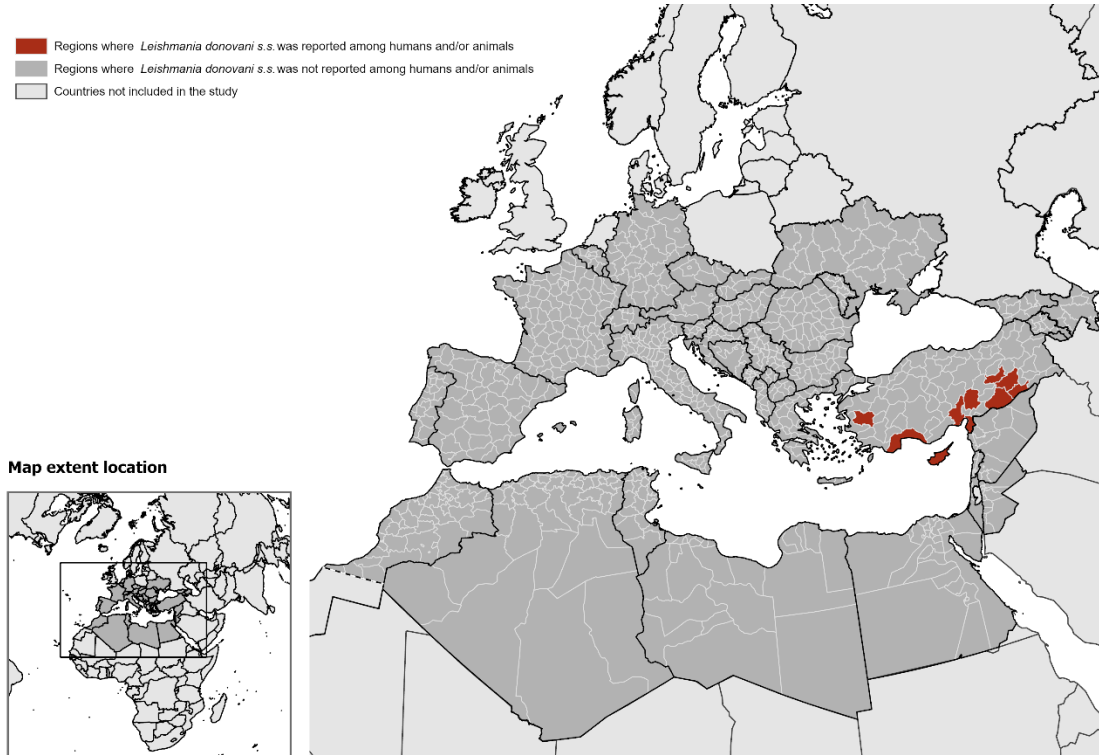 Regions where Leishmania donovani s.s. was reported among humans and/or animals
Regions where Leishmania donovani s.s. was not reported among humans and/or animals
Countries not included in the study
Map extent location